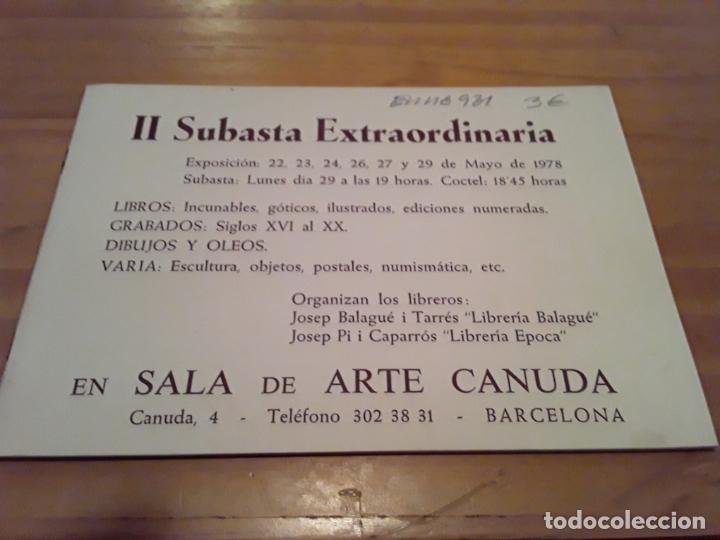 3€
II Subasta Extraordinaria
Exposición: 22, 23, 24, 26, 27 y 29 de Mayo de 1978
Subasta: Lunes dia 29 a las 19 horas. Coctel: 18'45 horas
LIBROS: Incunables, góticos, ilustrados, ediciones numeradas.
GRABADOS: Siglos XVI al XX.
DIBUJOS Y OLEOS.
VARIA: Escultura, objetos, postales, numismática, etc.
Organizan los libreros:
Josep Balagué i Tarrés "Librería Balagué"
Josep Pi i Caparrós "Librería Epoca"
EN SALA DE ARTE CANUDA
Canuda, 4 - Teléfono 302 38 31 - BARCELONA
todocoleccion